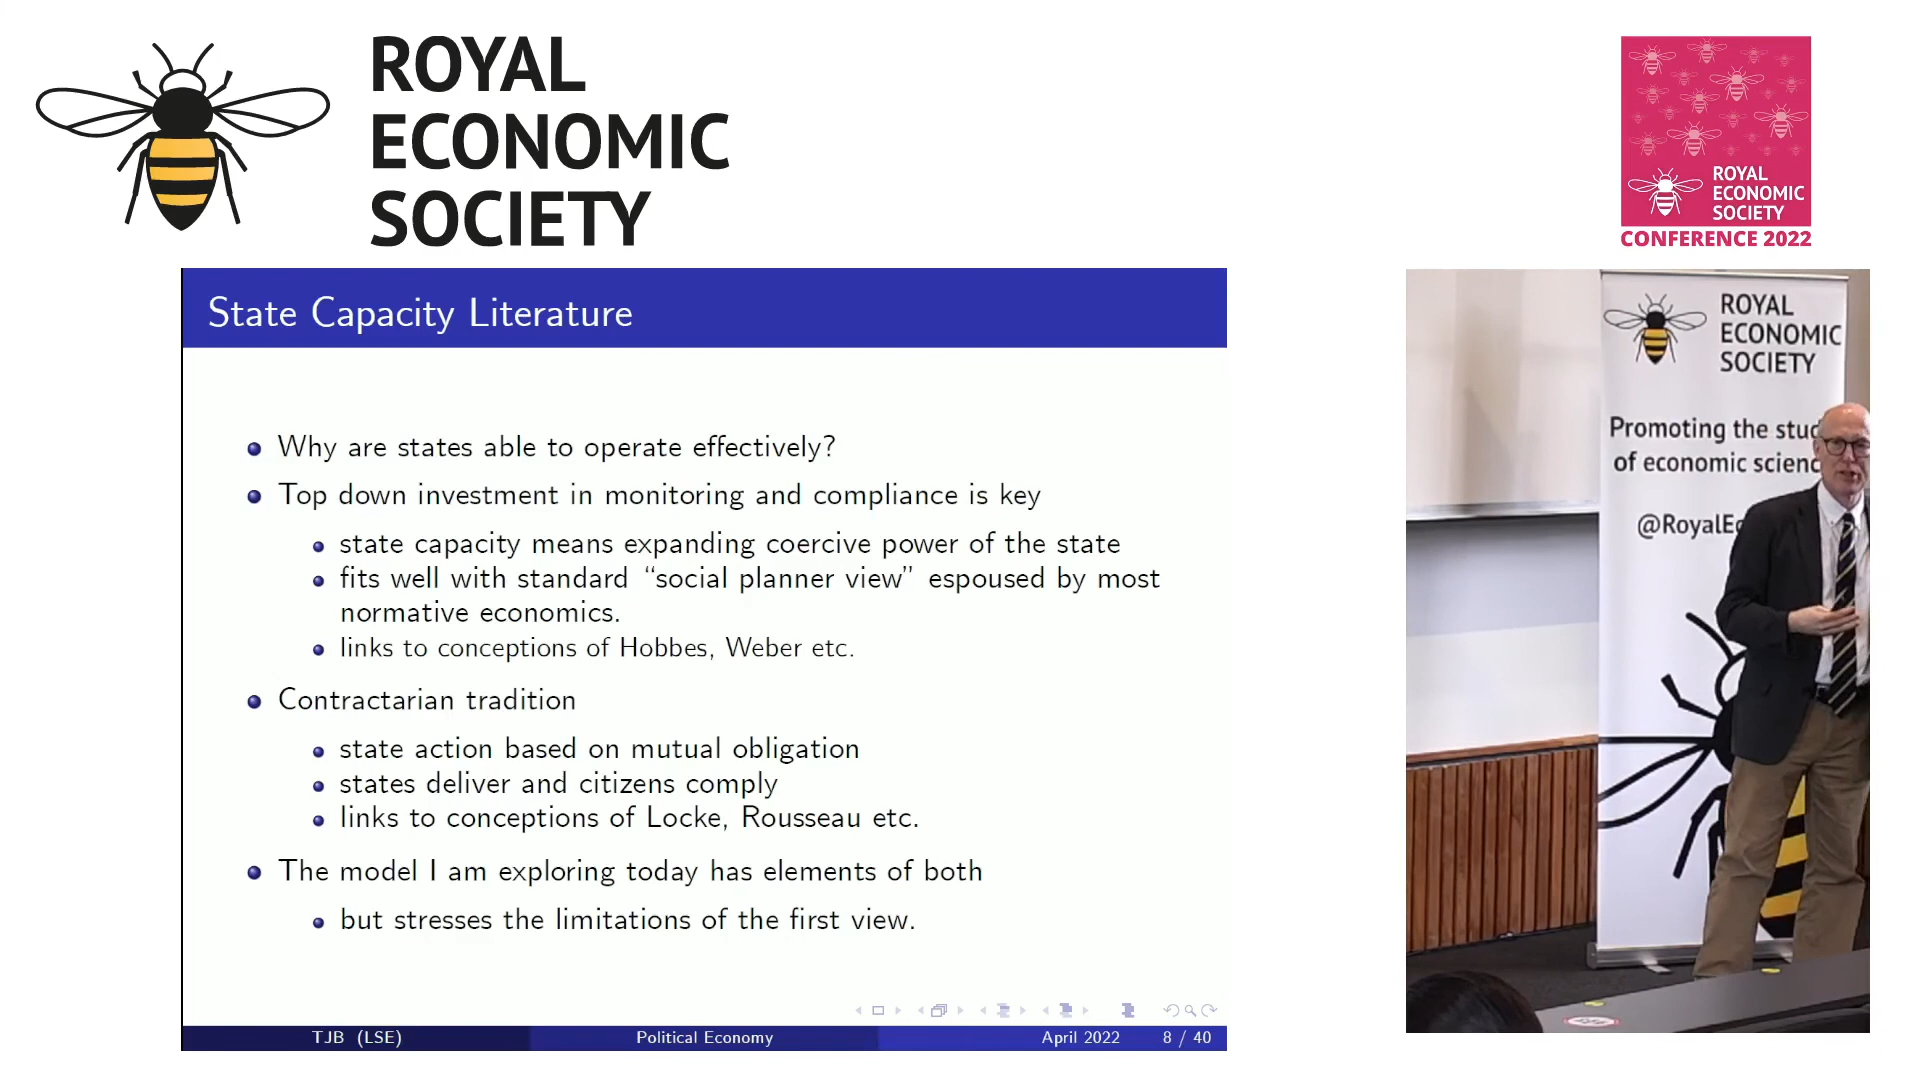 ROYAL
ECONOMIC
SOCIETY
ROYAL
ECONOMIC
SOCIETY
CONFERENCE 2022
State Capacity Literature
Why are states able to operate effectively?
Top down investment in monitoring and compliance is key
state capacity means expanding coercive power of the state
fits well with standard “social planner view” espoused by most
normative economics.
links to conceptions of Hobbes, Weber etc.
Contractarian tradition
state action based on mutual obligation
states deliver and citizens comply
links to conceptions of Locke, Rousseau etc.
The model I am exploring today has elements of both
but stresses the limitations of the first view.
TJB (LSE)
Political Economy
April 2022
8 / 40
ROYAL
ECONOMIC
SOCIETY
Promoting the
of economic